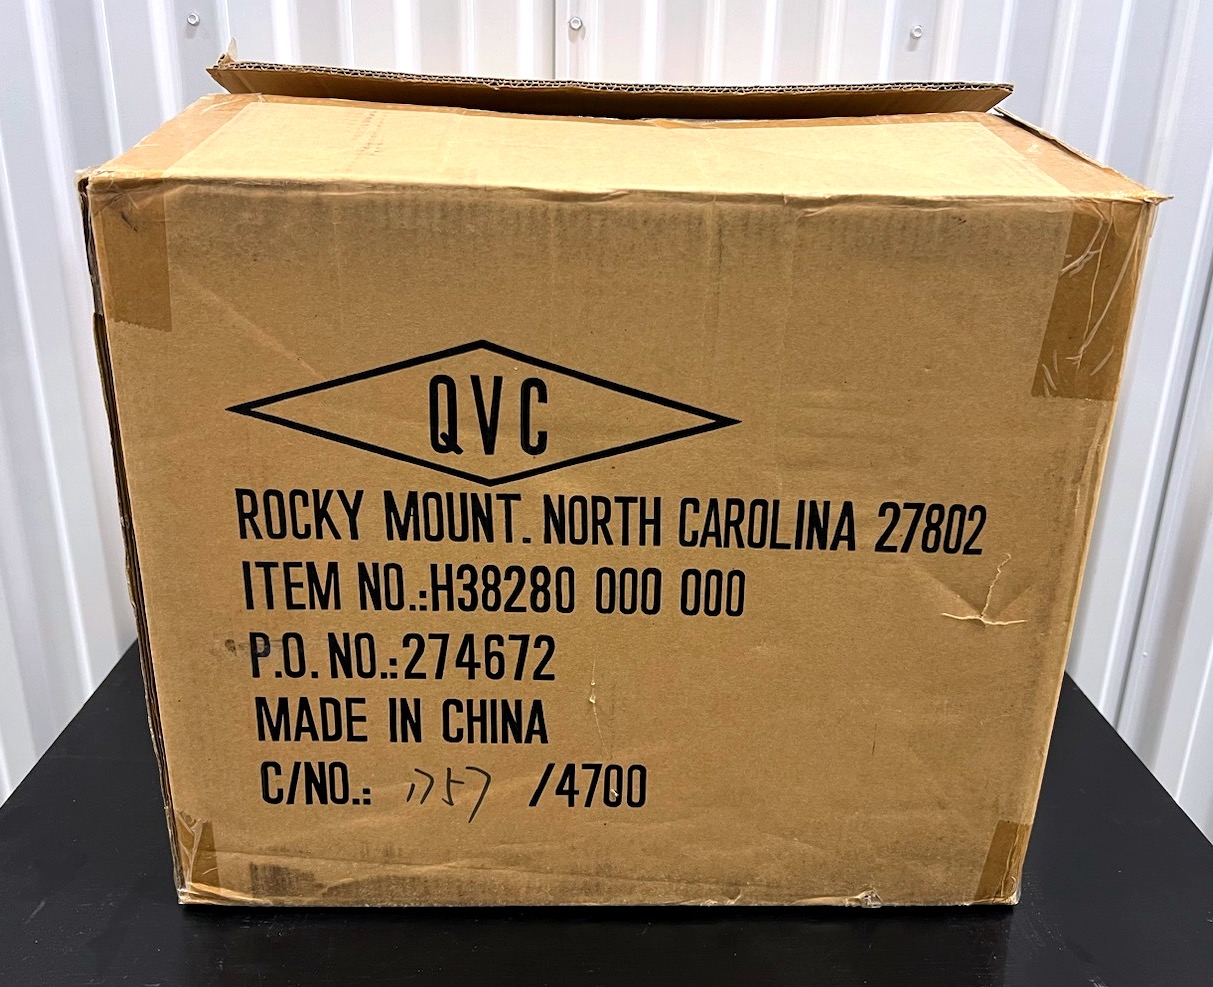 QVC
ROCKY MOUNT. NORTH CAROLINA 27802
ITEM NO.:H38280 000 000
P.O. NO.:274672
MADE IN CHINA
C/NO.: /4700